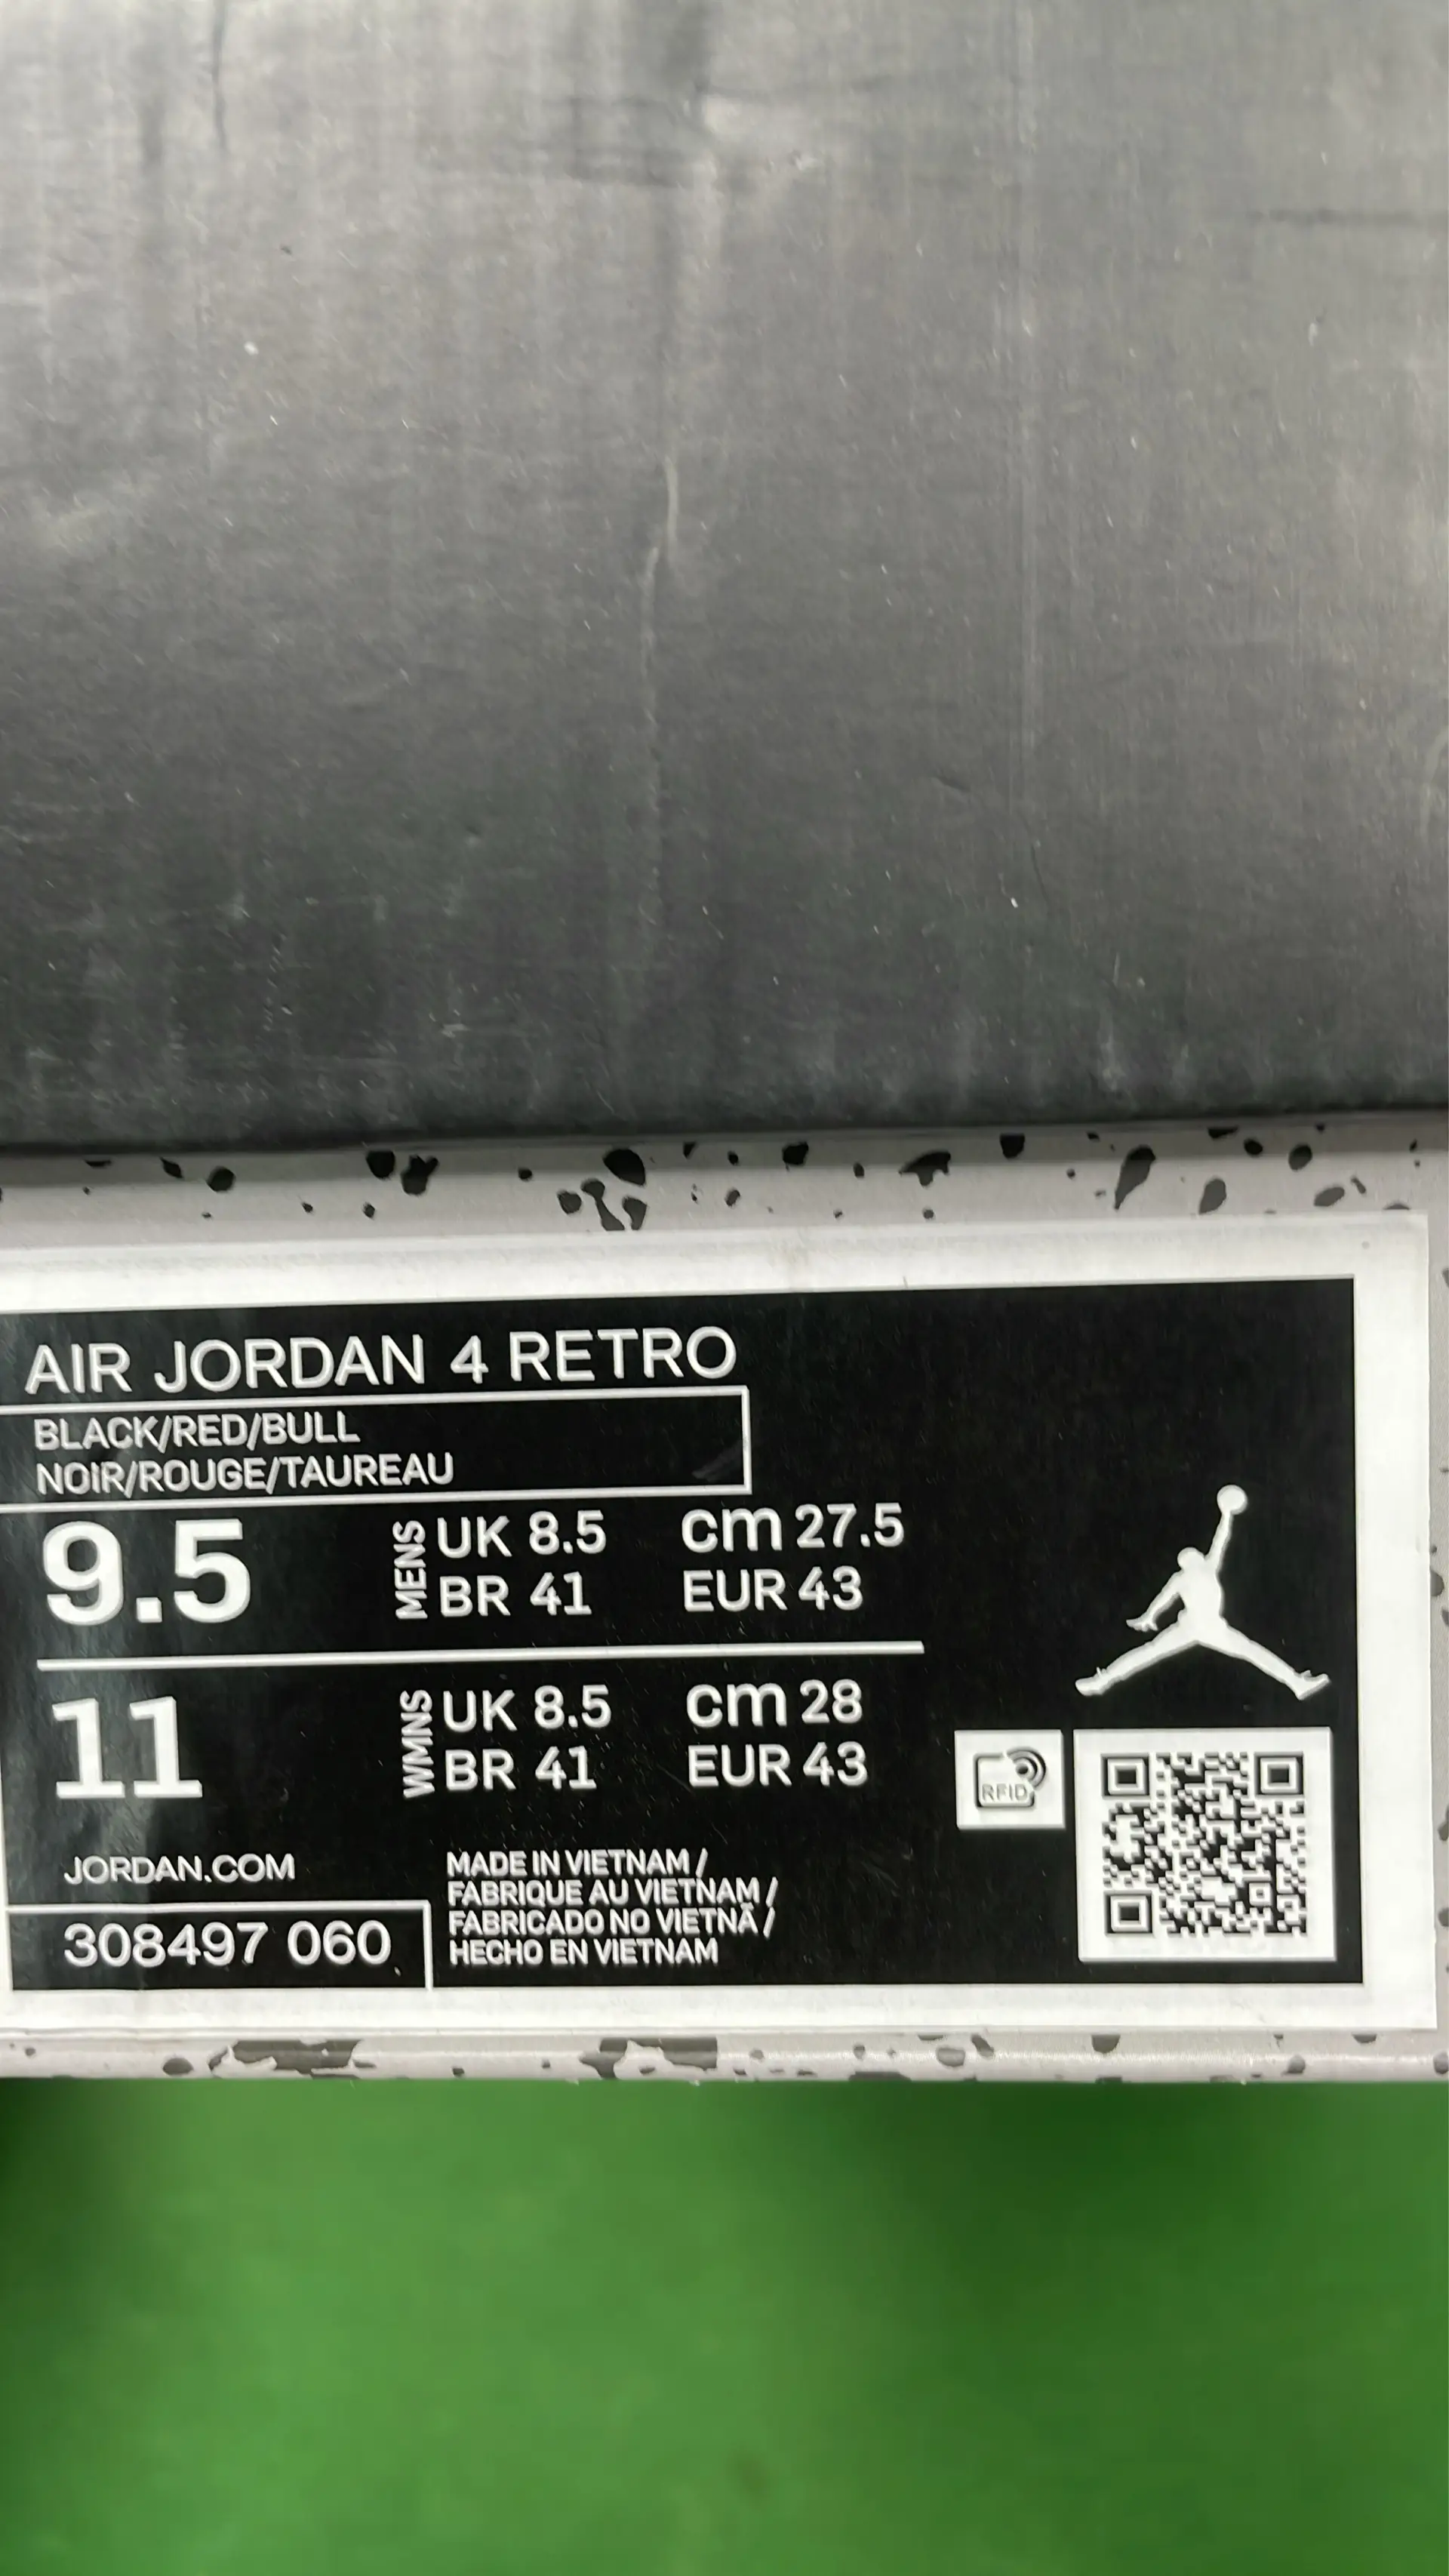 AIR JORDAN 4 RETRO
BLACK/RED/BULL
NOIR/ROUGE/TAUREAU
9.5 MENS UK 8.5 cm 27.5
BR 41 EUR 43
11 WMNS UK 8.5 cm 28
BR 41 EUR 43
RFID
JORDAN.COM
308497 060
MADE IN VIETNAM /
FABRIQUE AU VIETNAM /
FABRICADO NO VIETNÃ /
HECHO EN VIETNAM